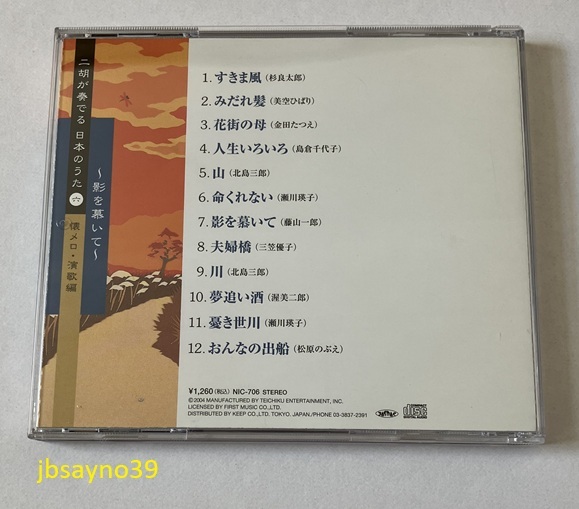 二胡が奏でる 日本のうた 六 懐メロ・演歌編
～影を慕いて～
1.すきま風(杉良太郎)
2.みだれ髪(美空ひばり)
3.花街の母(金田たつえ)
4.人生いろいろ(島倉千代子)
5.山(北島三郎)
6.命くれない(瀬川瑛子)
7.影を慕いて(藤山一郎)
8.夫婦橋(三笠優子)
9.川(北島三郎)
10.夢追い酒(渥美二郎)
11.憂き世川(瀬川瑛子)
12.おんなの出船(松原のぶえ)
¥1,260(税込) NIC-706 STEREO
©2004 MANUFACTURED BY TEICHIKU ENTERTAINMENT, INC.
LICENSED BY FIRST MUSIC CO.,LTD.
DISTRIBUTED BY KEEP CO.,LTD. TOKYO. JAPAN/PHONE 03-3837-2391
jbsayno39